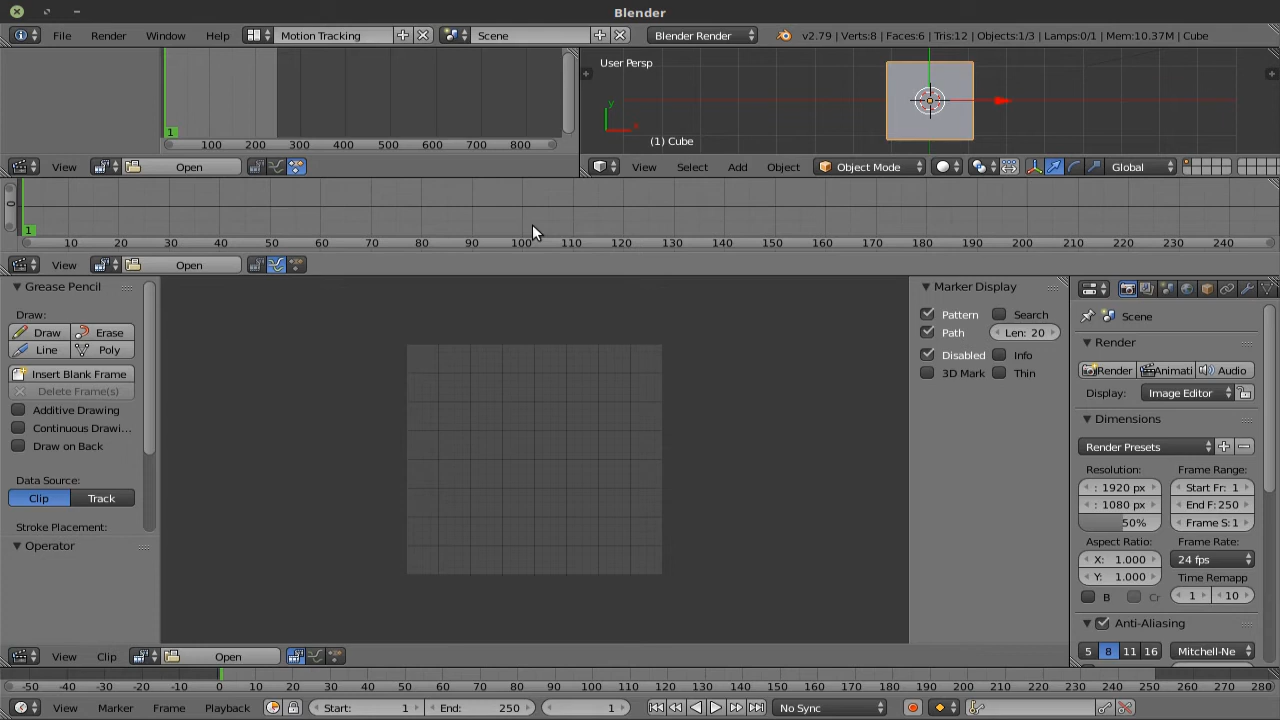 Blender
File Render Window Help Motion Tracking Scene Blender Render v2.79 | Verts:8 | Faces:6 | Tris:12 | Objects:1/3 | Lamps:0/1 | Mem:10.37M | Cube
User Persp
y
x
1
(1) Cube
100 200 300 400 500 600 700 800
View Open
View Select Add Object Object Mode Global
1
10 20 30 40 50 60 70 80 90 100 110 120 130 140 150 160 170 180 190 200 210 220 230 240
View Open
Grease Pencil
Draw:
Draw Erase
Line Poly
Insert Blank Frame
Delete Frame(s)
Additive Drawing
Continuous Drawi...
Draw on Back
Data Source:
Clip Track
Stroke Placement:
Operator
Marker Display
Pattern Search
Path Len: 20
Disabled Info
3D Mark Thin
Scene
Render
Render Animati Audio
Display: Image Editor
Dimensions
Render Presets
Resolution: Frame Range:
: 1920 px Start Fr: 1
: 1080 px End F: 250
50% Frame S: 1
Aspect Ratio: Frame Rate:
X: 1.000 24 fps
Y: 1.000 Time Remapp
B Cr 1 10
Anti-Aliasing
5 8 11 16 Mitchell-Ne
View Clip Open
-50 -40 -30 -20 -10 0 10 20 30 40 50 60 70 80 90 100 110 120 130 140 150 160 170 180 190 200 210 220 230 240 250 260 270 280
View Marker Frame Playback Start: 1 End: 250 1 No Sync